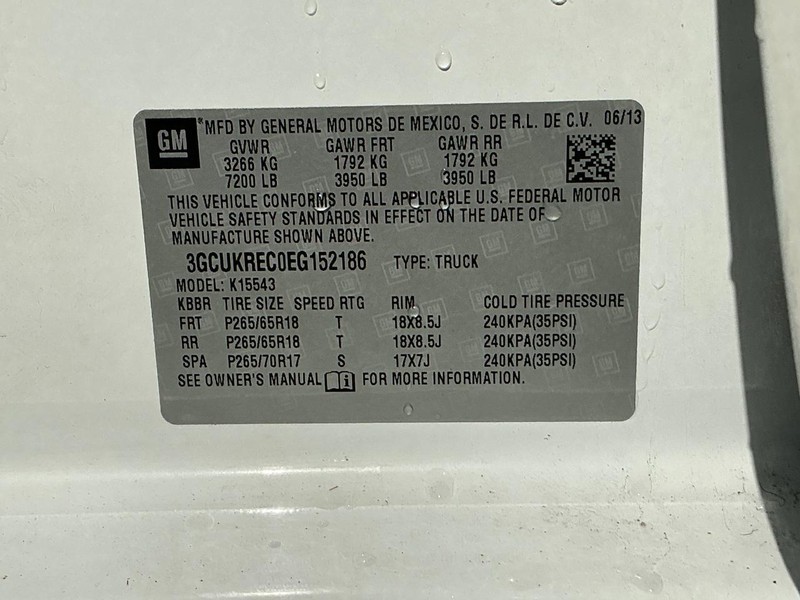 GM ®MFD BY GENERAL MOTORS DE MEXICO, S. DE R.L. DE C.V. 06/13
GVWR GAWR FRT GAWR RR
3266 KG 1792 KG 1792 KG
7200 LB 3950 LB 3950 LB
THIS VEHICLE CONFORMS TO ALL APPLICABLE U.S. FEDERAL MOTOR
VEHICLE SAFETY STANDARDS IN EFFECT ON THE DATE OF
MANUFACTURE SHOWN ABOVE.
3GCUKREC0EG152186 TYPE: TRUCK
MODEL: K15543
KBBR TIRE SIZE SPEED RTG RIM COLD TIRE PRESSURE
FRT P265/65R18 T 18X8.5J 240KPA(35PSI)
RR P265/65R18 T 18X8.5J 240KPA(35PSI)
SPA P265/70R17 S 17X7J 240KPA(35PSI)
SEE OWNER'S MANUAL FOR MORE INFORMATION.